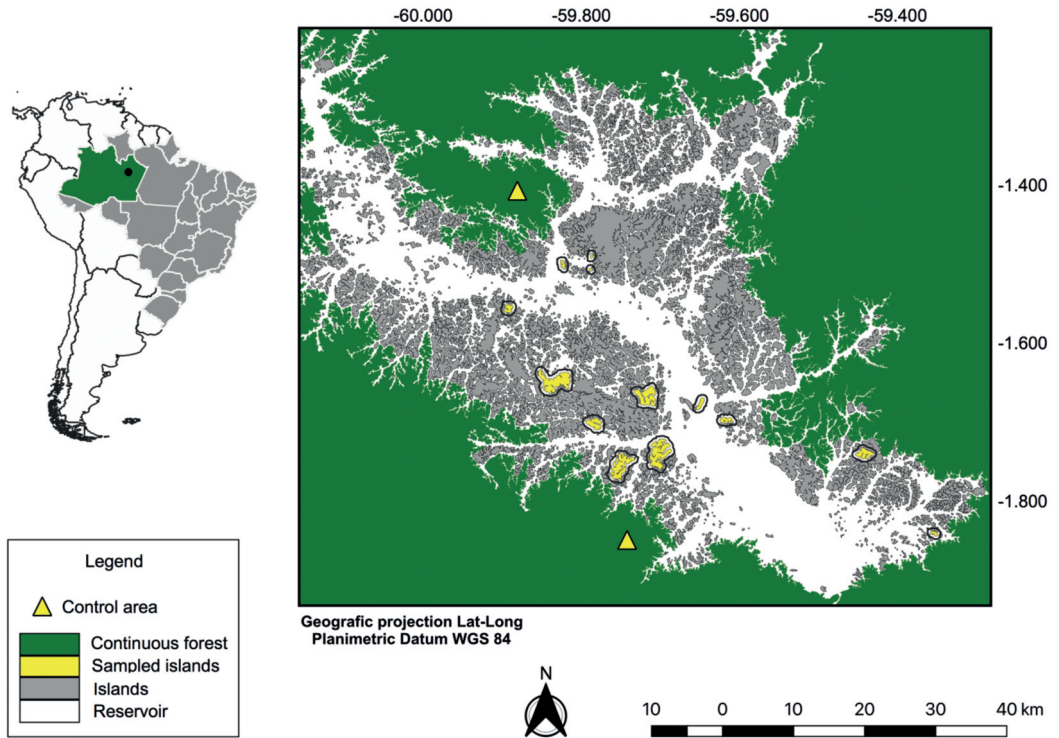 -60.000 -59.800 -59.600 -59.400
-1.400
-1.600
-1.800
Legend
Control area
Continuous forest
Sampled islands
Islands
Reservoir
Geografic projection Lat-Long
Planimetric Datum WGS 84
N
10 0 10 20 30 40 km